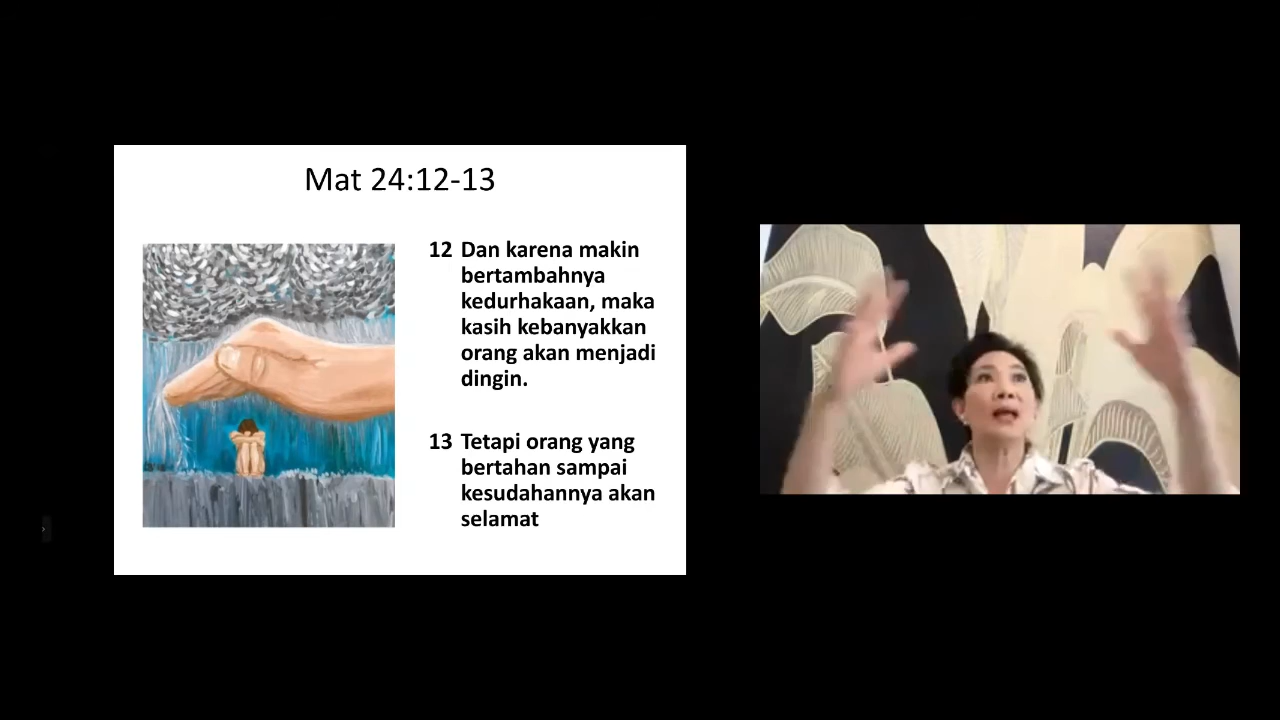 Mat 24:12-13
12 Dan karena makin
bertambahnya
kedurhakaan, maka
kasih kebanyakkan
orang akan menjadi
dingin.
13 Tetapi orang yang
bertahan sampai
kesudahannya akan
selamat